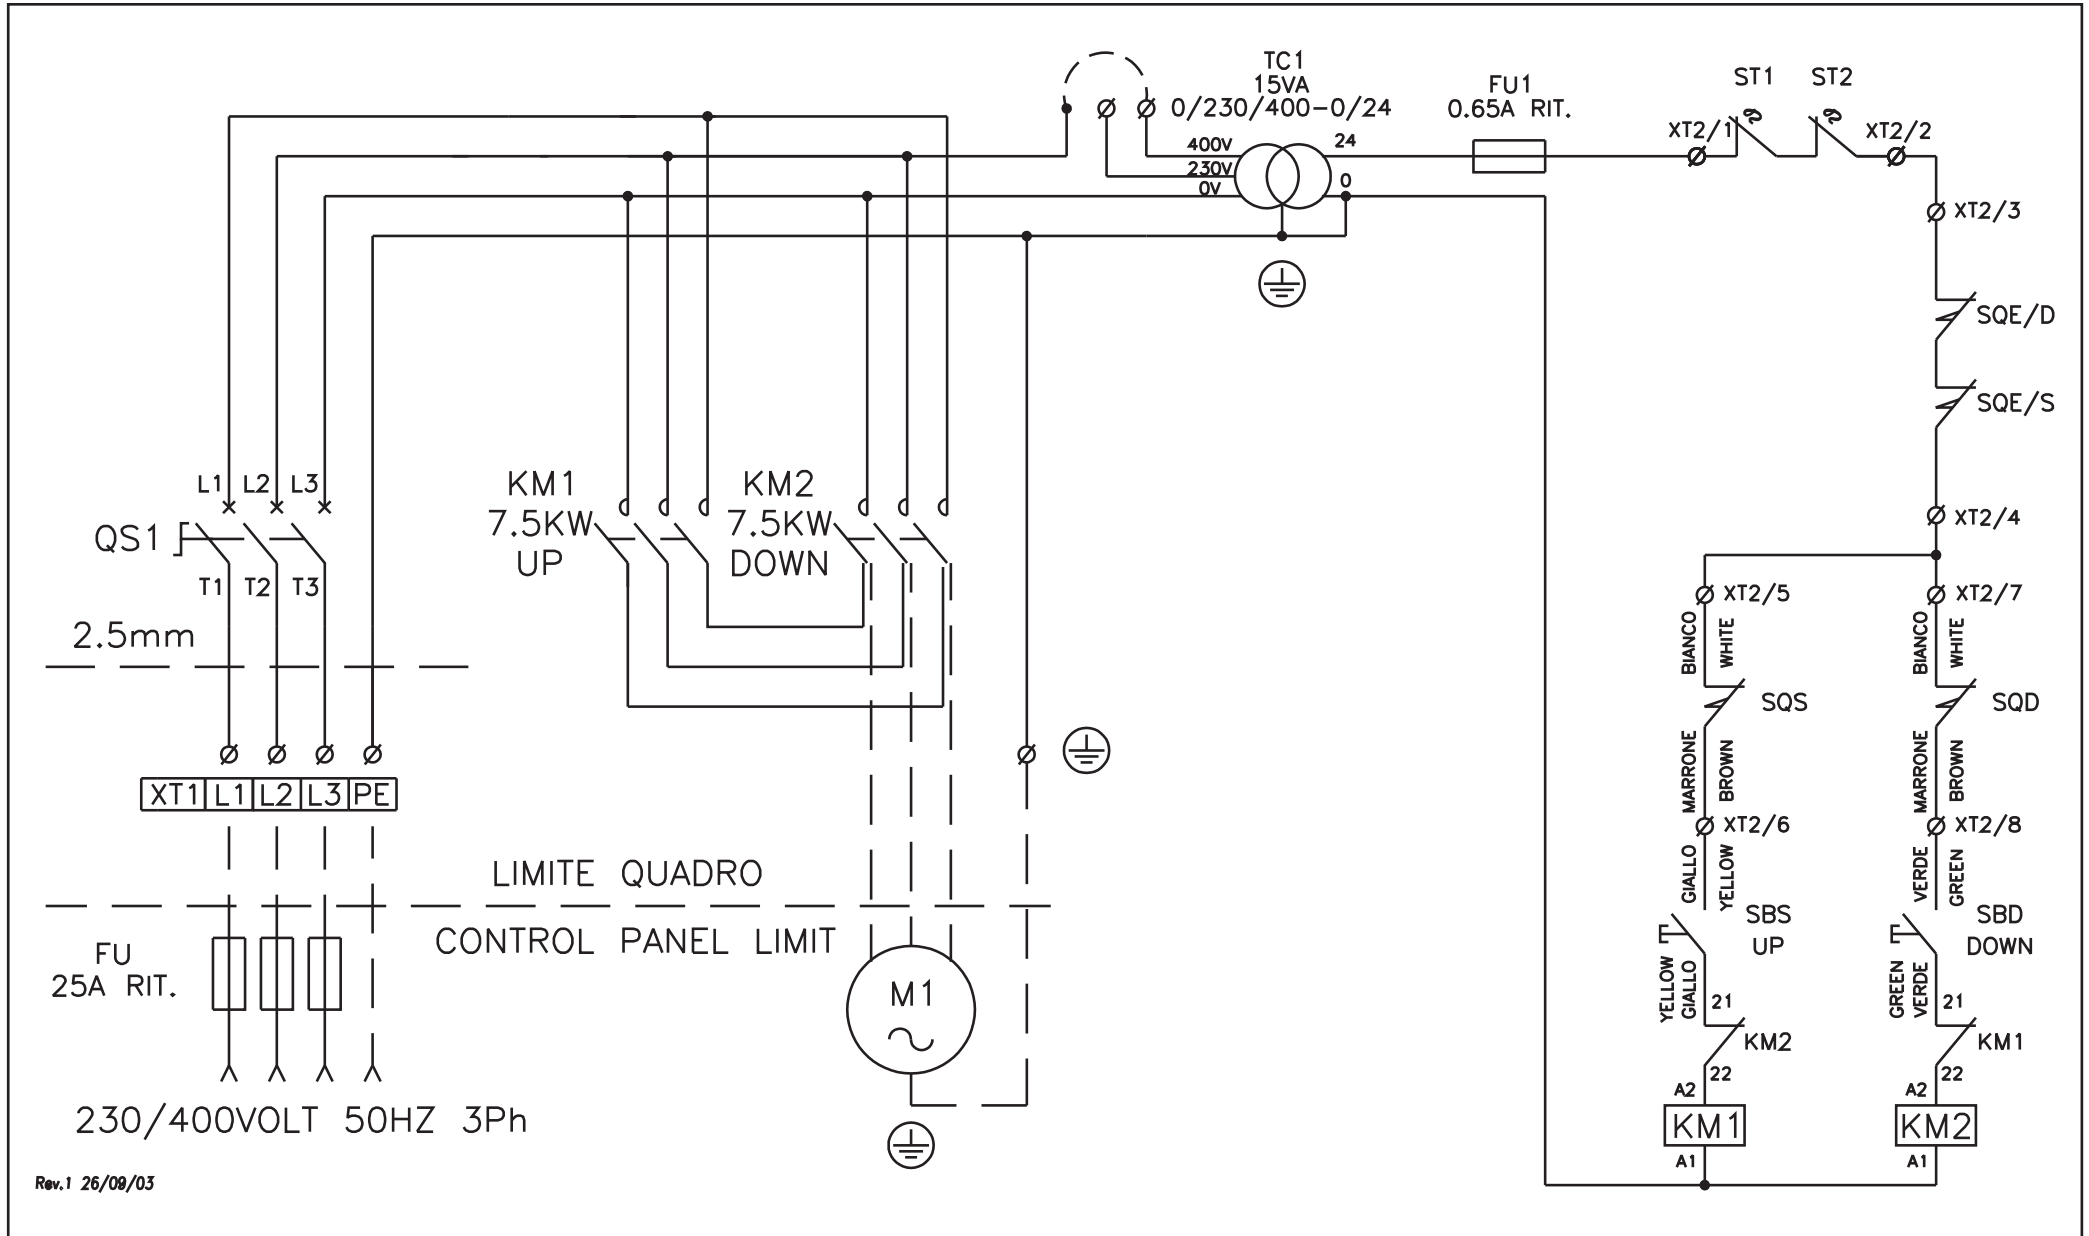 TC1
15VA
0/230/400-0/24
FU1
0.65A RIT.
ST1
ST2
XT2/1
XT2/2
400V
230V
0V
24
0
XT2/3
SQE/D
SQE/S
XT2/4
L1
L2
L3
QS1
T1
T2
T3
2.5mm
KM1
7.5KW
UP
KM2
7.5KW
DOWN
XT2/5
XT2/7
BIANCO
WHITE
BIANCO
WHITE
SQS
SQD
MARRONE
BROWN
MARRONE
BROWN
XT1 L1 L2 L3 PE
XT2/6
XT2/8
LIMITE QUADRO
CONTROL PANEL LIMIT
GIALLO
YELLOW
VERDE
GREEN
SBS
UP
SBD
DOWN
FU
25A RIT.
M1
YELLOW
GIALLO
GREEN
VERDE
21
21
KM2
KM1
22
22
A2
A2
KM1
KM2
A1
A1
230/400VOLT 50HZ 3Ph
Rev.1 26/09/03